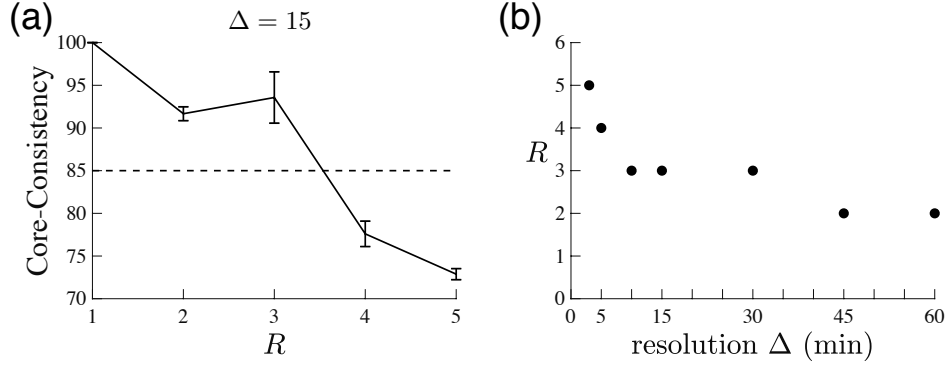 (a)
Δ = 15
Core-Consistency
100
95
90
85
80
75
70
1 2 3 4 5
R
(b)
R
6
5
4
3
2
1
0
0 5 15 30 45 60
resolution Δ (min)